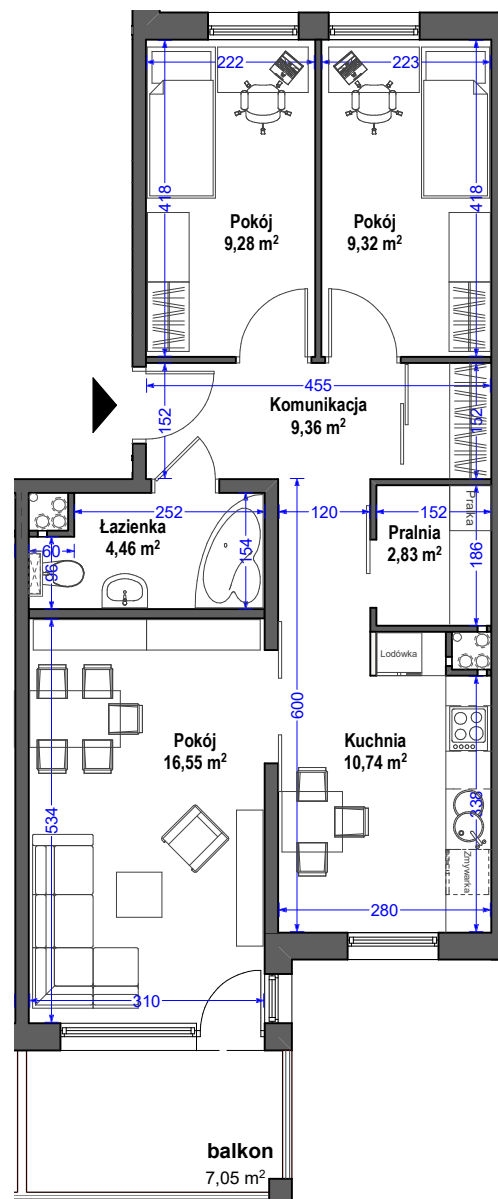 222
223
418
418
Pokój
9,28 m²
Pokój
9,32 m²
455
152
152
Komunikacja
9,36 m²
252
120
152
Łazienka
4,46 m²
154
60
96
Pralnia
2,83 m²
Pralka
186
Lodówka
600
Pokój
16,55 m²
Kuchnia
10,74 m²
534
338
Zmywarka
280
310
balkon
7,05 m²